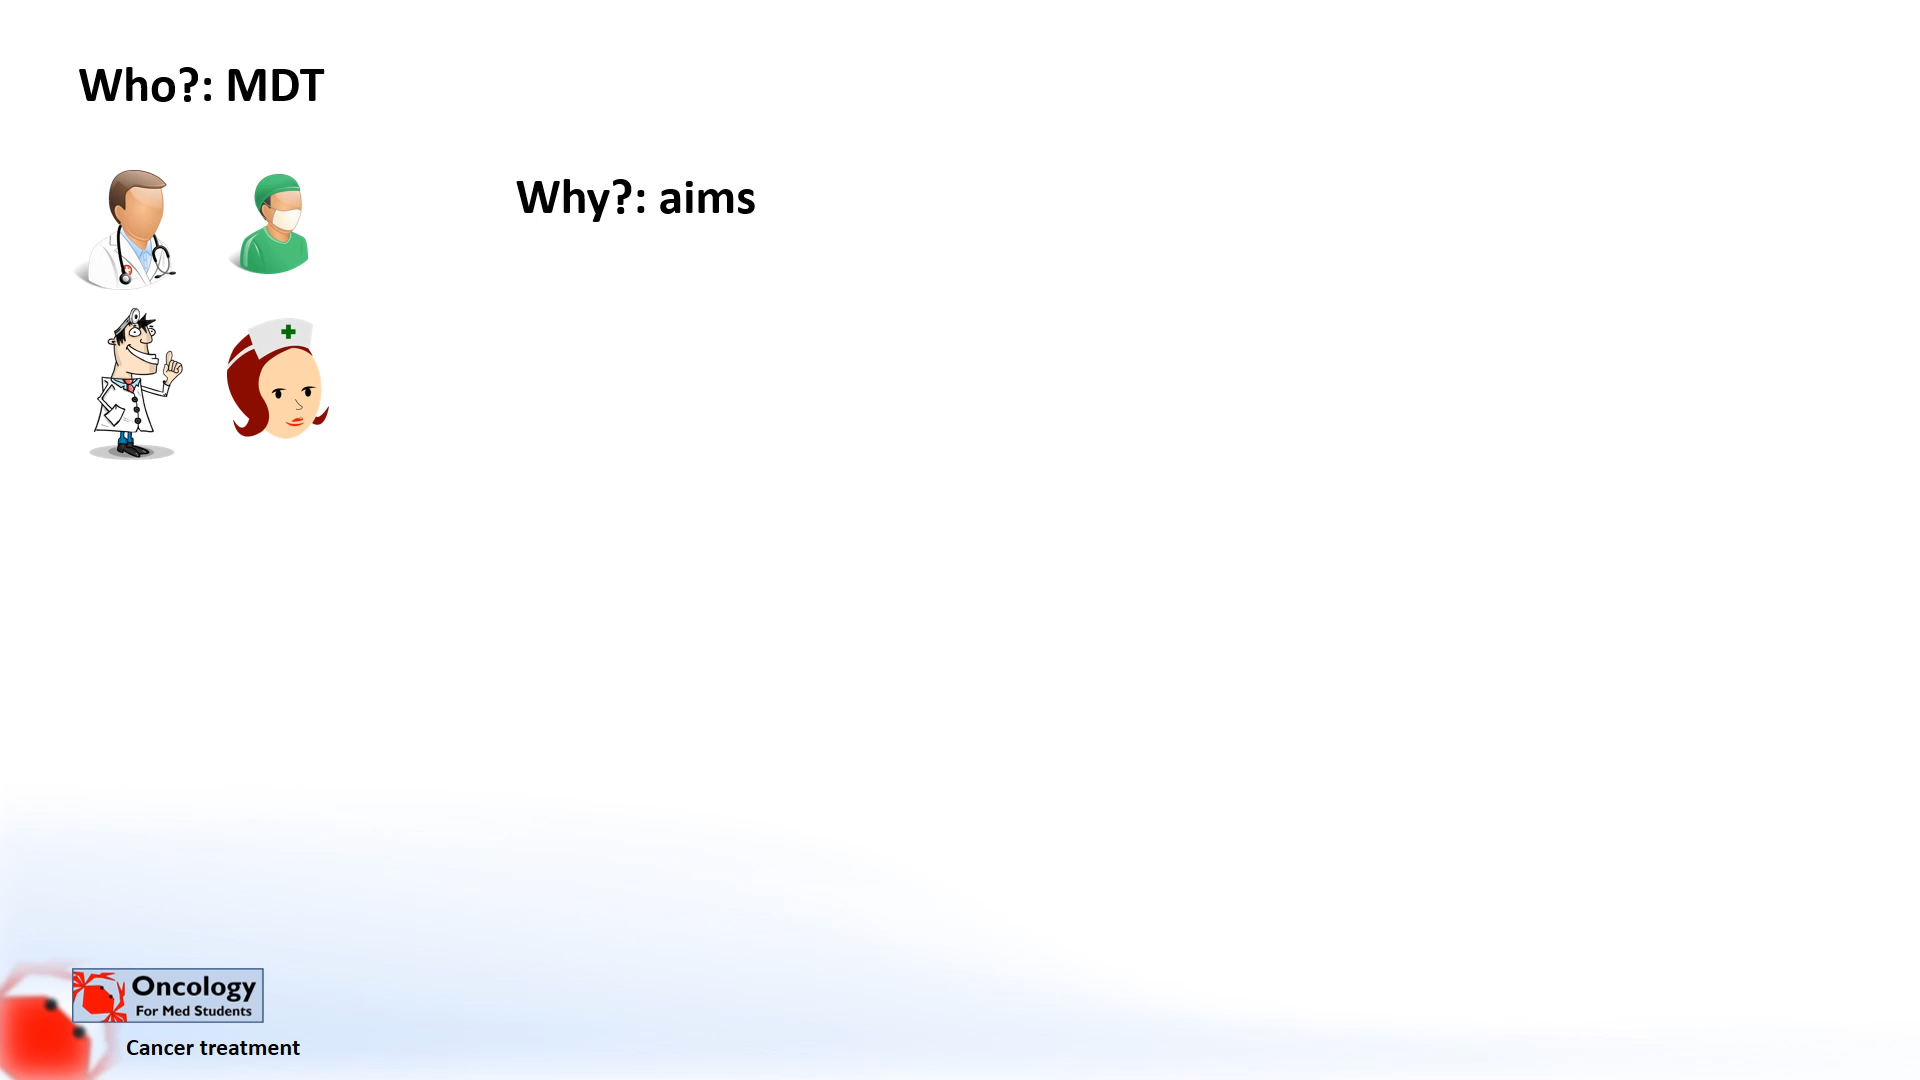 Who?: MDT
Why?: aims
Oncology
For Med Students
Cancer treatment